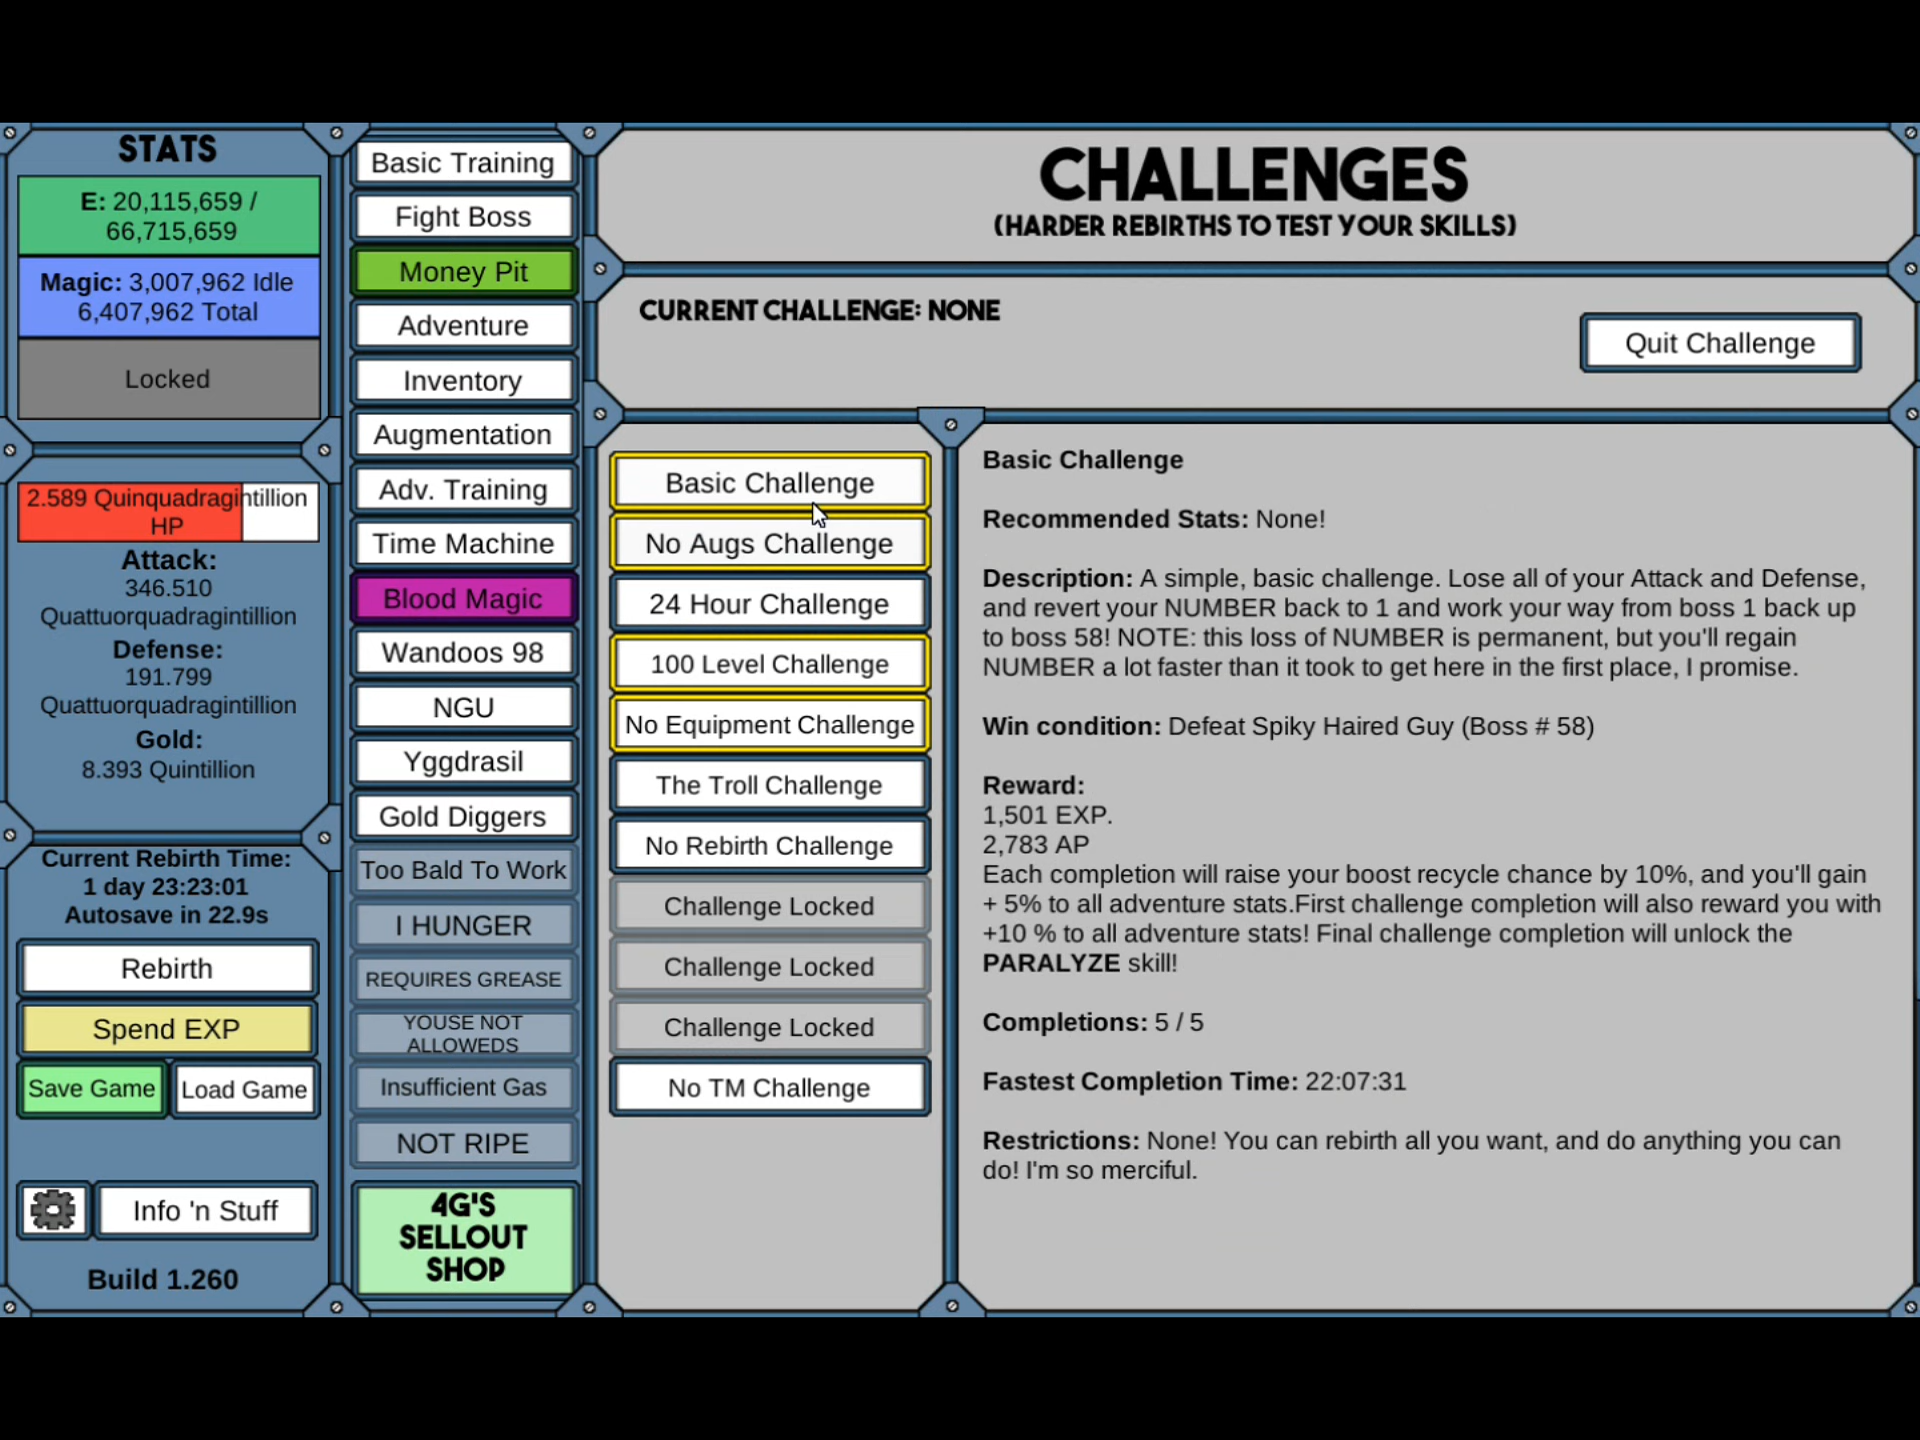 STATS
E: 20,115,659 /
66,715,659
Magic: 3,007,962 Idle
6,407,962 Total
Locked
2.589 Quinquadragintillion
HP
Attack:
346.510
Quattuorquadragintillion
Defense:
191.799
Quattuorquadragintillion
Gold:
8.393 Quintillion
Current Rebirth Time:
1 day 23:23:01
Autosave in 22.9s
Rebirth
Spend EXP
Save Game
Load Game
Info 'n Stuff
Build 1.260
Basic Training
Fight Boss
Money Pit
Adventure
Inventory
Augmentation
Adv. Training
Time Machine
Blood Magic
Wandoos 98
NGU
Yggdrasil
Gold Diggers
Too Bald To Work
I HUNGER
REQUIRES GREASE
YOUSE NOT
ALLOWEDS
Insufficient Gas
NOT RIPE
4G'S
SELLOUT
SHOP
CHALLENGES
(HARDER REBIRTHS TO TEST YOUR SKILLS)
CURRENT CHALLENGE: NONE
Quit Challenge
Basic Challenge
No Augs Challenge
24 Hour Challenge
100 Level Challenge
No Equipment Challenge
The Troll Challenge
No Rebirth Challenge
Challenge Locked
Challenge Locked
Challenge Locked
No TM Challenge
Basic Challenge
Recommended Stats: None!
Description: A simple, basic challenge. Lose all of your Attack and Defense,
and revert your NUMBER back to 1 and work your way from boss 1 back up
to boss 58! NOTE: this loss of NUMBER is permanent, but you'll regain
NUMBER a lot faster than it took to get here in the first place, I promise.
Win condition: Defeat Spiky Haired Guy (Boss # 58)
Reward:
1,501 EXP.
2,783 AP
Each completion will raise your boost recycle chance by 10%, and you'll gain
+ 5% to all adventure stats.First challenge completion will also reward you with
+10 % to all adventure stats! Final challenge completion will unlock the
PARALYZE skill!
Completions: 5 / 5
Fastest Completion Time: 22:07:31
Restrictions: None! You can rebirth all you want, and do anything you can
do! I'm so merciful.